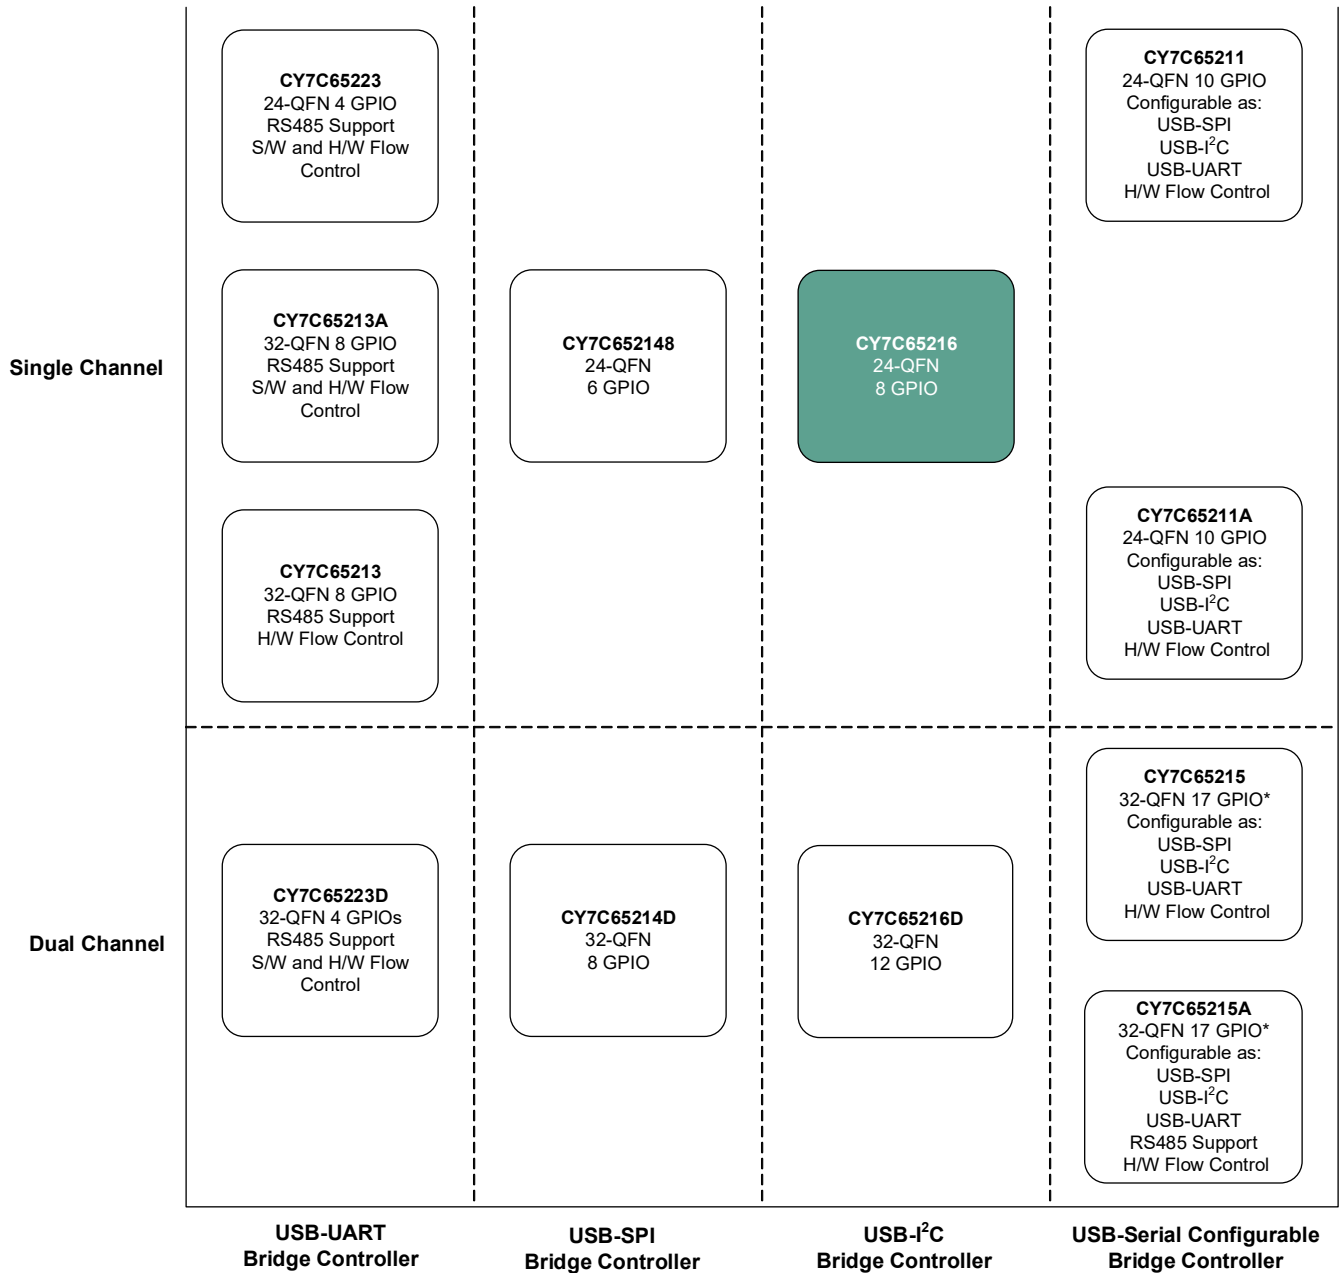 CY7C65223
24-QFN 4 GPIO
RS485 Support
S/W and H/W Flow
Control
CY7C65211
24-QFN 10 GPIO
Configurable as:
USB-SPI
USB-I²C
USB-UART
H/W Flow Control
Single Channel
CY7C65213A
32-QFN 8 GPIO
RS485 Support
S/W and H/W Flow
Control
CY7C652148
24-QFN
6 GPIO
CY7C65216
24-QFN
8 GPIO
CY7C65213
32-QFN 8 GPIO
RS485 Support
H/W Flow Control
CY7C65211A
24-QFN 10 GPIO
Configurable as:
USB-SPI
USB-I²C
USB-UART
H/W Flow Control
Dual Channel
CY7C65223D
32-QFN 4 GPIOs
RS485 Support
S/W and H/W Flow
Control
CY7C65214D
32-QFN
8 GPIO
CY7C65216D
32-QFN
12 GPIO
CY7C65215
32-QFN 17 GPIO*
Configurable as:
USB-SPI
USB-I²C
USB-UART
H/W Flow Control
CY7C65215A
32-QFN 17 GPIO*
Configurable as:
USB-SPI
USB-I²C
USB-UART
RS485 Support
H/W Flow Control
USB-UART
Bridge Controller
USB-SPI
Bridge Controller
USB-I²C
Bridge Controller
USB-Serial Configurable
Bridge Controller